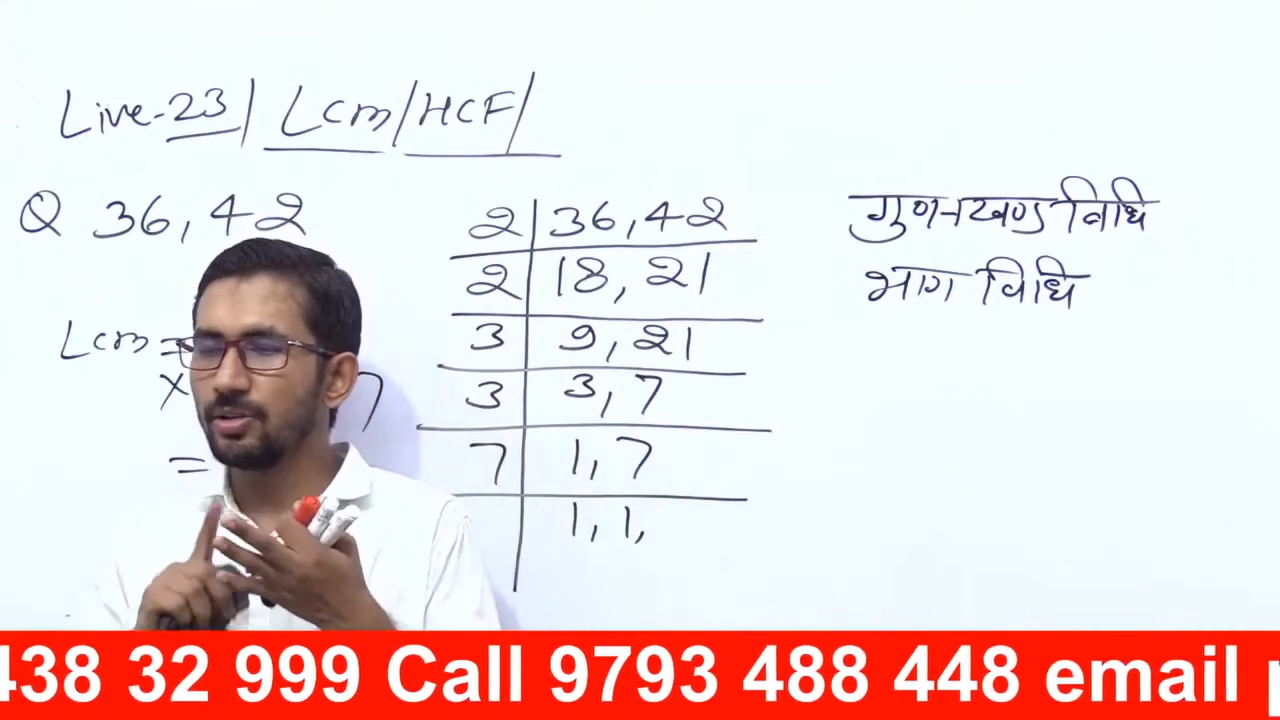 Live-23/ Lcm/HCF/
Q 36,42
Lcm =
×
7
=
2 36,42
2 18, 21
3 9, 21
3 3, 7
7 1, 7
1, 1,
गुणनखण्ड विधि
भाग विधि
438 32 999 Call 9793 488 448 email